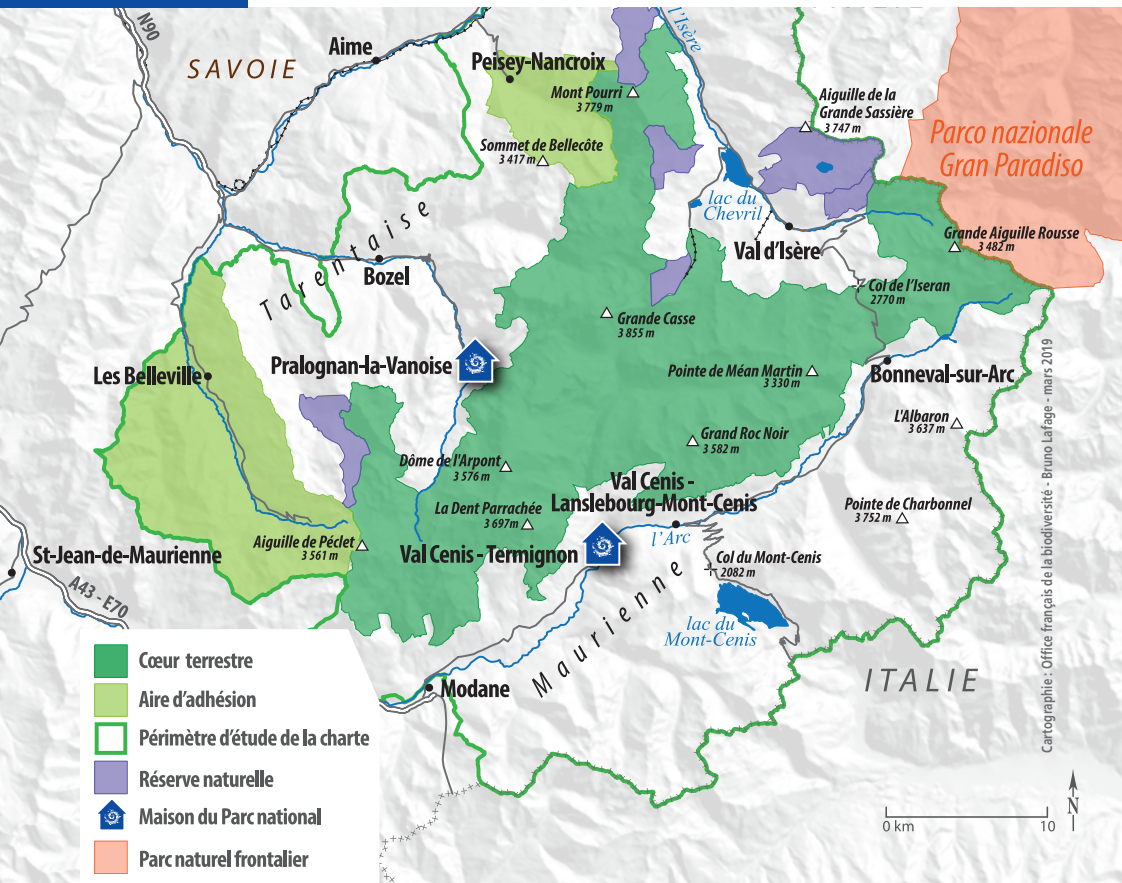 N90
Aime
SAVOIE
l'Isère
Peisey-Nancroix
Mont Pourri
3 779 m
Aiguille de la
Grande Sassière
3 747 m
Parco nazionale
Gran Paradiso
Sommet de Bellecôte
3 417 m
lac du
Chevril
Val d'Isère
Grande Aiguille Rousse
3 482 m
Tarentaise
Bozel
Col de l'Iseran
2770 m
Grande Casse
3 855 m
Pralognan-la-Vanoise
Les Belleville
Pointe de Méan Martin
3 330 m
Bonneval-sur-Arc
L'Albaron
3 637 m
Grand Roc Noir
3 582 m
Dôme de l'Arpont
3 576 m
Val Cenis -
Lanslebourg-Mont-Cenis
La Dent Parrachée
3 697m
Pointe de Charbonnel
3 752 m
l'Arc
St-Jean-de-Maurienne
Aiguille de Péclet
3 561 m
Val Cenis - Termignon
Col du Mont-Cenis
2082 m
A43 - E70
lac du
Mont-Cenis
Maurienne
Modane
ITALIE
Cœur terrestre
Aire d'adhésion
Périmètre d'étude de la charte
Réserve naturelle
Maison du Parc national
Parc naturel frontalier
Cartographie : Office français de la biodiversité - Bruno Lafage - mars 2019
N
0 km
10